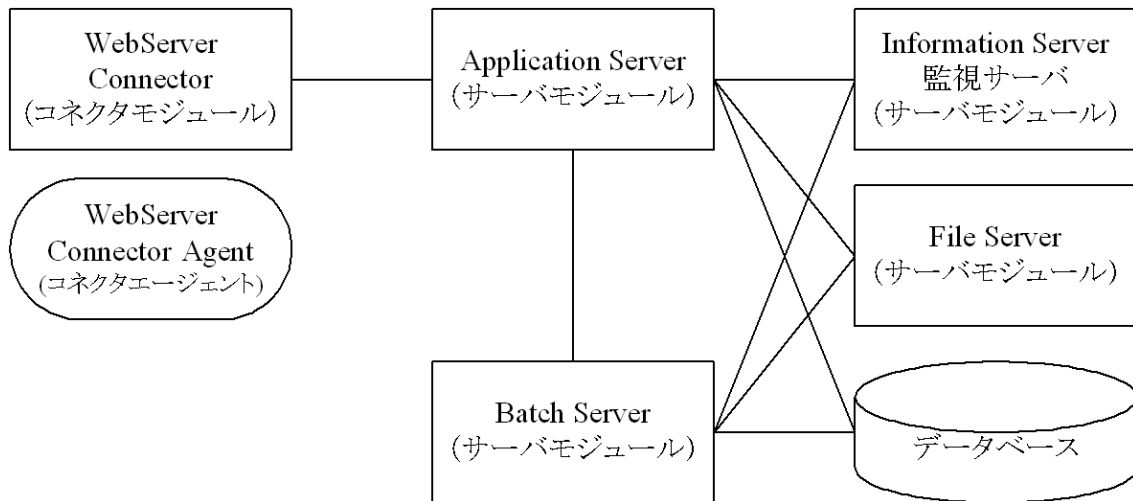 WebServer
Connector
(コネクタモジュール)
Application Server
(サーバモジュール)
Information Server
監視サーバ
(サーバモジュール)
WebServer
Connector Agent
(コネクタエージェント)
File Server
(サーバモジュール)
Batch Server
(サーバモジュール)
データベース